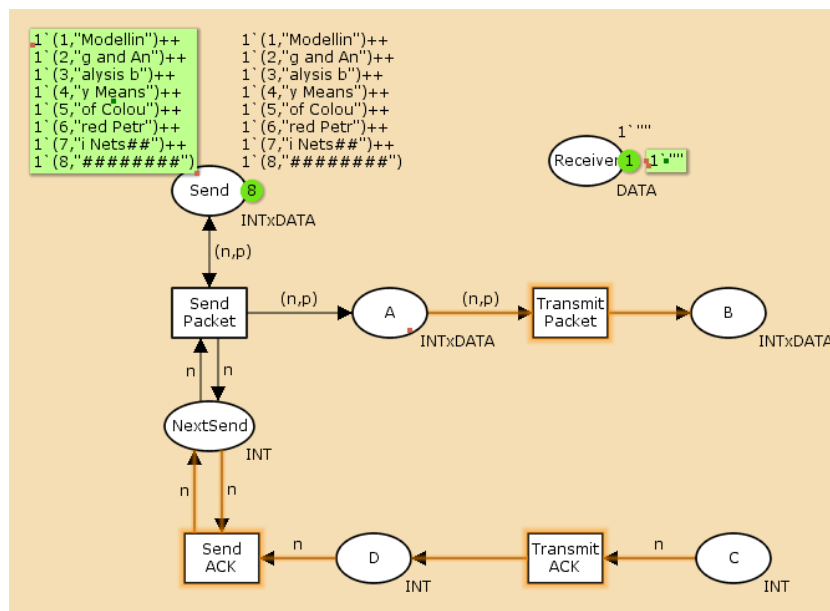 1`(1,"Modellin")++
1`(2,"g and An")++
1`(3,"alysis b")++
1`(4,"y Means")++
1`(5,"of Colou")++
1`(6,"red Petr")++
1`(7,"i Nets##")++
1`(8,"########")
1`(1,"Modellin")++
1`(2,"g and An")++
1`(3,"alysis b")++
1`(4,"y Means")++
1`(5,"of Colou")++
1`(6,"red Petr")++
1`(7,"i Nets##")++
1`(8,"########")
1`""
Receiver
1
1`""
DATA
Send
8
INTxDATA
(n,p)
Send
Packet
(n,p)
A
INTxDATA
(n,p)
Transmit
Packet
B
INTxDATA
n
n
NextSend
INT
n
n
Send
ACK
n
D
INT
Transmit
ACK
n
C
INT